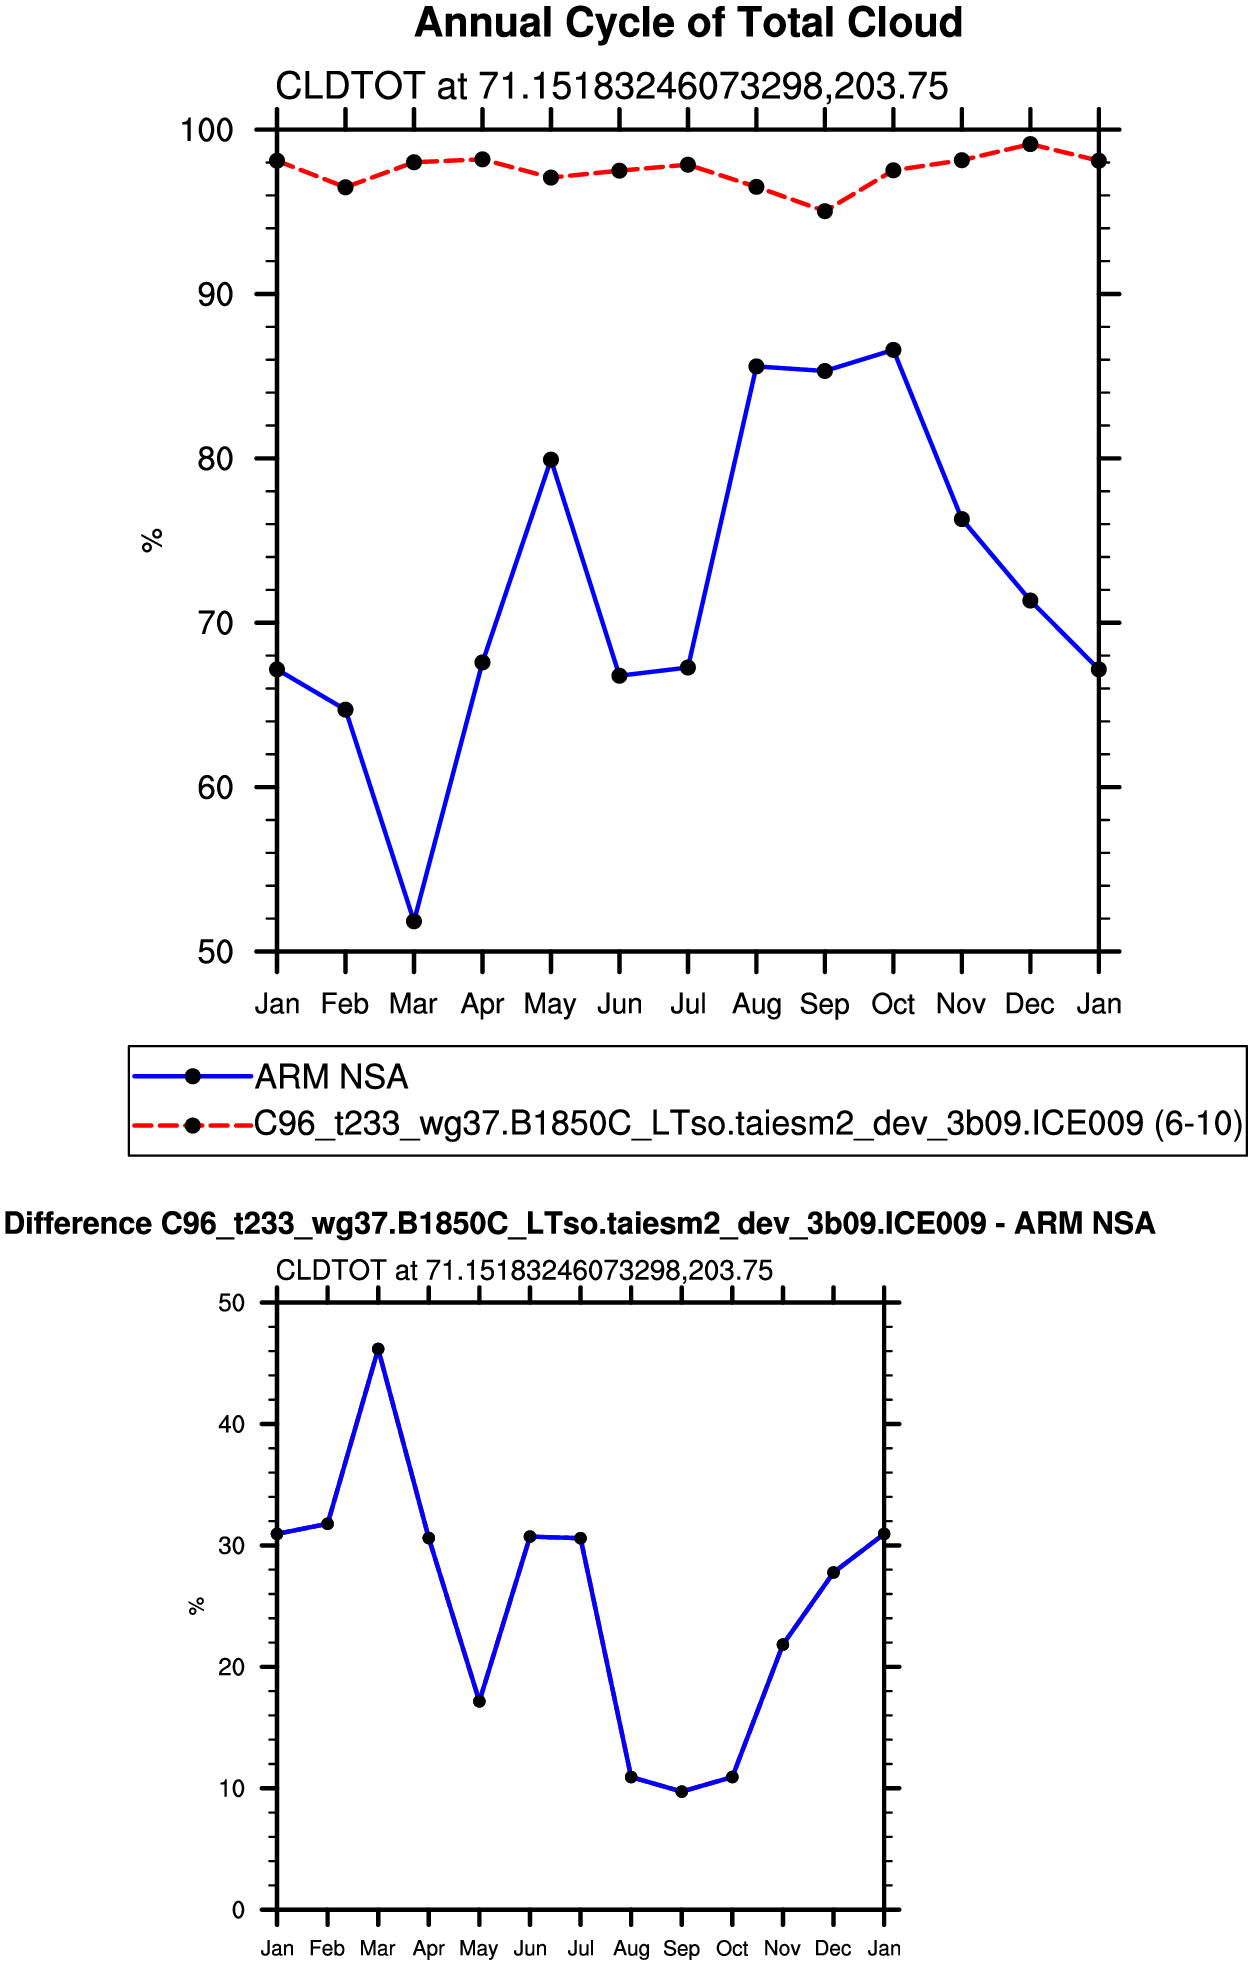 Annual Cycle of Total Cloud
CLDTOT at 71.15183246073298,203.75
100
90
80
70
60
50
%
Jan Feb Mar Apr May Jun Jul Aug Sep Oct Nov Dec Jan
ARM NSA
C96_t233_wg37.B1850C_LTso.taiesm2_dev_3b09.ICE009 (6-10)
Difference C96_t233_wg37.B1850C_LTso.taiesm2_dev_3b09.ICE009 - ARM NSA
CLDTOT at 71.15183246073298,203.75
50
40
30
20
10
0
%
Jan Feb Mar Apr May Jun Jul Aug Sep Oct Nov Dec Jan